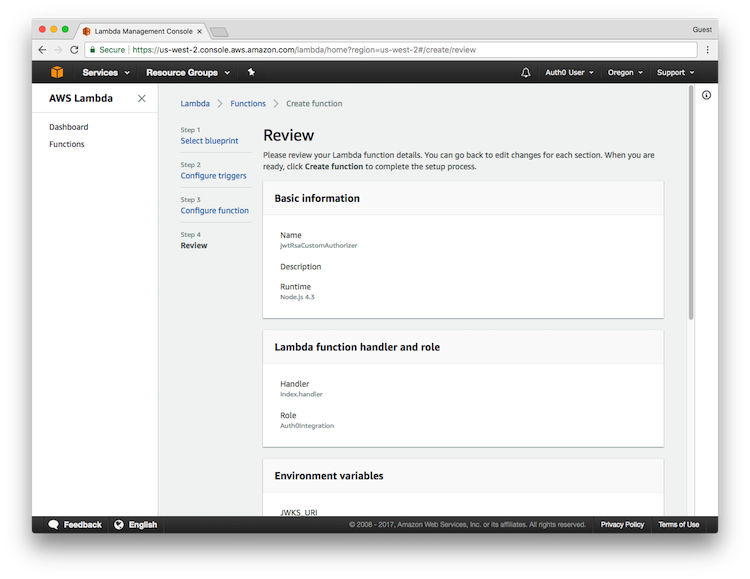 Lambda Management Console
Guest
Secure
https://us-west-2.console.aws.amazon.com/lambda/home?region=us-west-2#/create/review
Services
Resource Groups
Auth0 User
Oregon
Support
AWS Lambda
Dashboard
Functions
Lambda
Functions
Create function
Step 1
Select blueprint
Step 2
Configure triggers
Step 3
Configure function
Step 4
Review
Review
Please review your Lambda function details. You can go back to edit changes for each section. When you are
ready, click Create function to complete the setup process.
Basic information
Name
jwtRsaCustomAuthorizer
Description
Runtime
Node.js 4.3
Lambda function handler and role
Handler
index.handler
Role
Auth0Integration
Environment variables
JWKS_URI
Feedback
English
© 2008 - 2017, Amazon Web Services, Inc. or its affiliates. All rights reserved.
Privacy Policy
Terms of Use